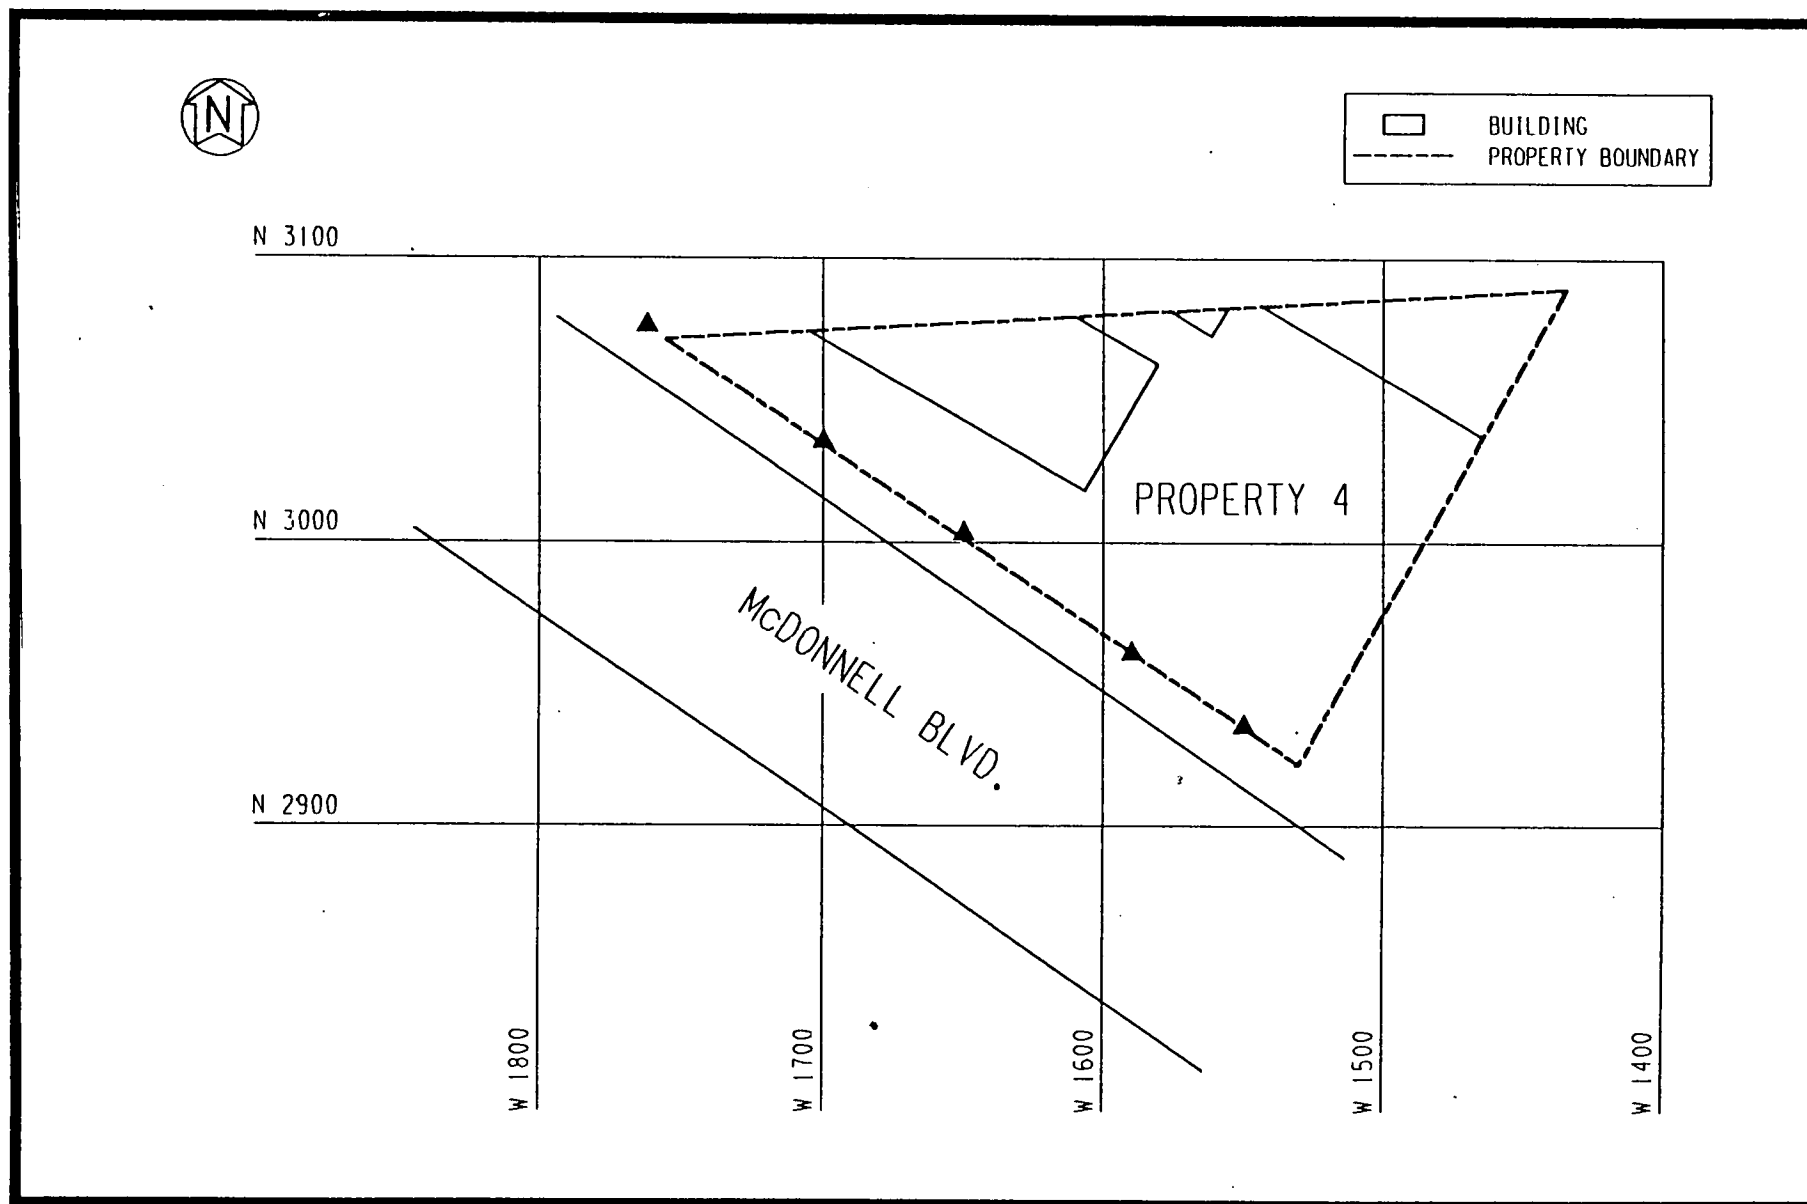 N
BUILDING
PROPERTY BOUNDARY
N 3100
PROPERTY 4
N 3000
McDONNELL BLVD.
N 2900
W 1800
W 1700
W 1600
W 1500
W 1400